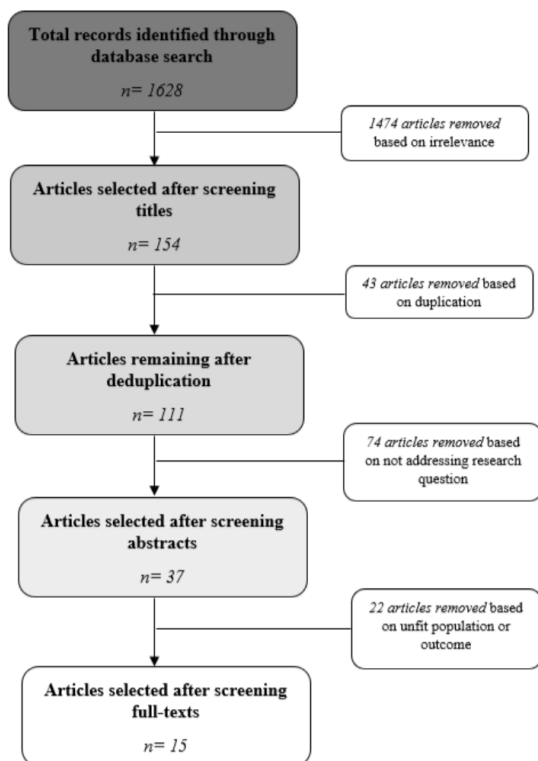 Total records identified through
database search
n= 1628
1474 articles removed
based on irrelevance
Articles selected after screening
titles
n= 154
43 articles removed based
on duplication
Articles remaining after
deduplication
n= 111
74 articles removed based
on not addressing research
question
Articles selected after screening
abstracts
n= 37
22 articles removed based
on unfit population or
outcome
Articles selected after screening
full-texts
n= 15